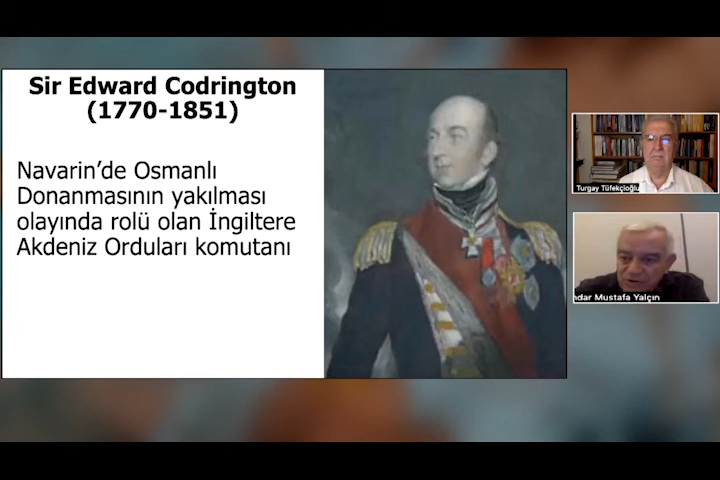 Sir Edward Codrington
(1770-1851)
Navarin’de Osmanlı
Donanmasının yakılması
olayında rolü olan İngiltere
Akdeniz Orduları komutanı
Turgay Tüfekçioğlu
ndar Mustafa Yalçın